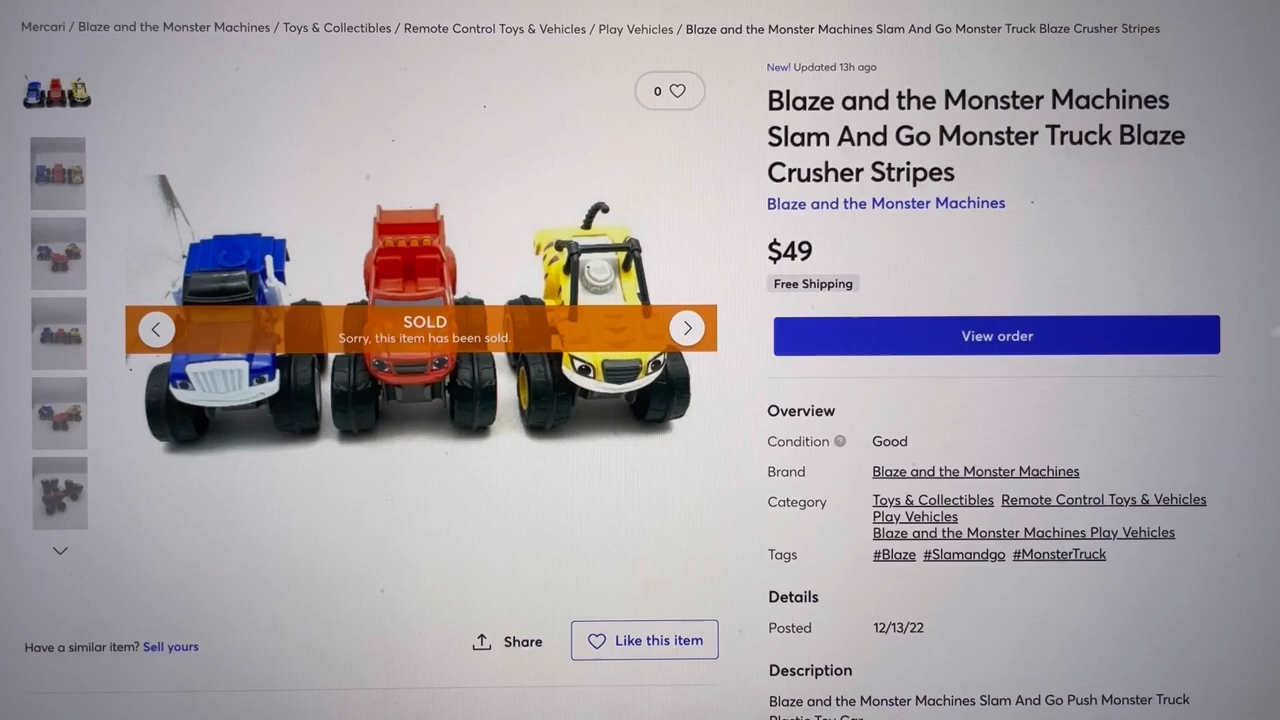 Mercari / Blaze and the Monster Machines / Toys & Collectibles / Remote Control Toys & Vehicles / Play Vehicles / Blaze and the Monster Machines Slam And Go Monster Truck Blaze Crusher Stripes
0
SOLD
Sorry, this item has been sold.
Have a similar item? Sell yours
Share
Like this item
New! Updated 13h ago
Blaze and the Monster Machines
Slam And Go Monster Truck Blaze
Crusher Stripes
Blaze and the Monster Machines
$49
Free Shipping
View order
Overview
Condition ? Good
Brand Blaze and the Monster Machines
Category Toys & Collectibles Remote Control Toys & Vehicles
Play Vehicles
Blaze and the Monster Machines Play Vehicles
Tags #Blaze #Slamandgo #MonsterTruck
Details
Posted 12/13/22
Description
Blaze and the Monster Machines Slam And Go Push Monster Truck
Plastic Toy Car